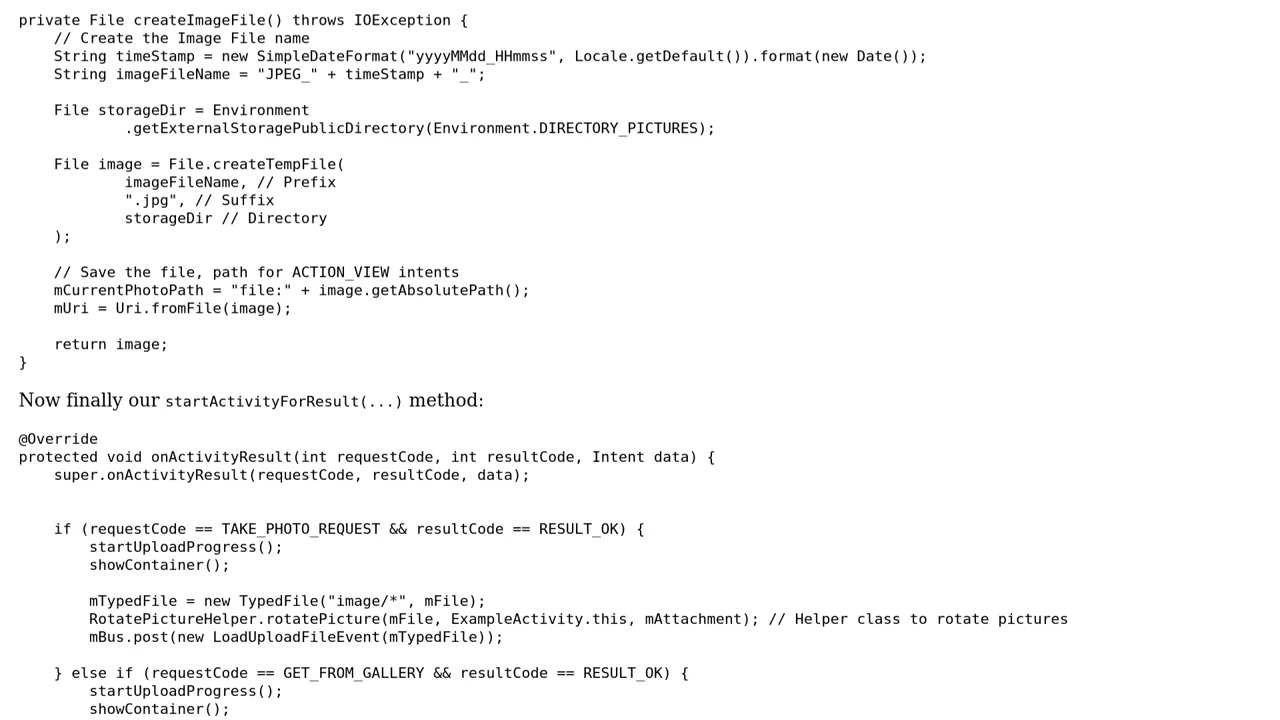 private File createImageFile() throws IOException {
    // Create the Image File name
    String timeStamp = new SimpleDateFormat("yyyyMMdd_HHmmss", Locale.getDefault()).format(new Date());
    String imageFileName = "JPEG_" + timeStamp + "_";

    File storageDir = Environment
            .getExternalStoragePublicDirectory(Environment.DIRECTORY_PICTURES);

    File image = File.createTempFile(
            imageFileName, // Prefix
            ".jpg", // Suffix
            storageDir // Directory
    );

    // Save the file, path for ACTION_VIEW intents
    mCurrentPhotoPath = "file:" + image.getAbsolutePath();
    mUri = Uri.fromFile(image);

    return image;
}
Now finally our startActivityForResult(...) method:
@Override
protected void onActivityResult(int requestCode, int resultCode, Intent data) {
    super.onActivityResult(requestCode, resultCode, data);


    if (requestCode == TAKE_PHOTO_REQUEST && resultCode == RESULT_OK) {
        startUploadProgress();
        showContainer();

        mTypedFile = new TypedFile("image/*", mFile);
        RotatePictureHelper.rotatePicture(mFile, ExampleActivity.this, mAttachment); // Helper class to rotate pictures
        mBus.post(new LoadUploadFileEvent(mTypedFile));

    } else if (requestCode == GET_FROM_GALLERY && resultCode == RESULT_OK) {
        startUploadProgress();
        showContainer();